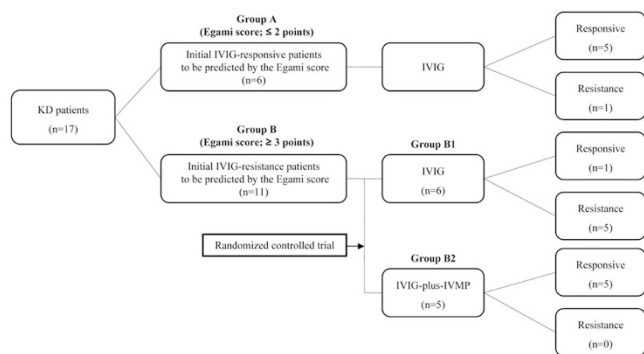 Group A
(Egami score; ≤ 2 points)
Initial IVIG-responsive patients
to be predicted by the Egami score
(n=6)
IVIG
Responsive
(n=5)
Resistance
(n=1)
KD patients
(n=17)
Group B
(Egami score; ≥ 3 points)
Initial IVIG-resistance patients
to be predicted by the Egami score
(n=11)
Group B1
IVIG
(n=6)
Responsive
(n=1)
Resistance
(n=5)
Randomized controlled trial
Group B2
IVIG-plus-IVMP
(n=5)
Responsive
(n=5)
Resistance
(n=0)